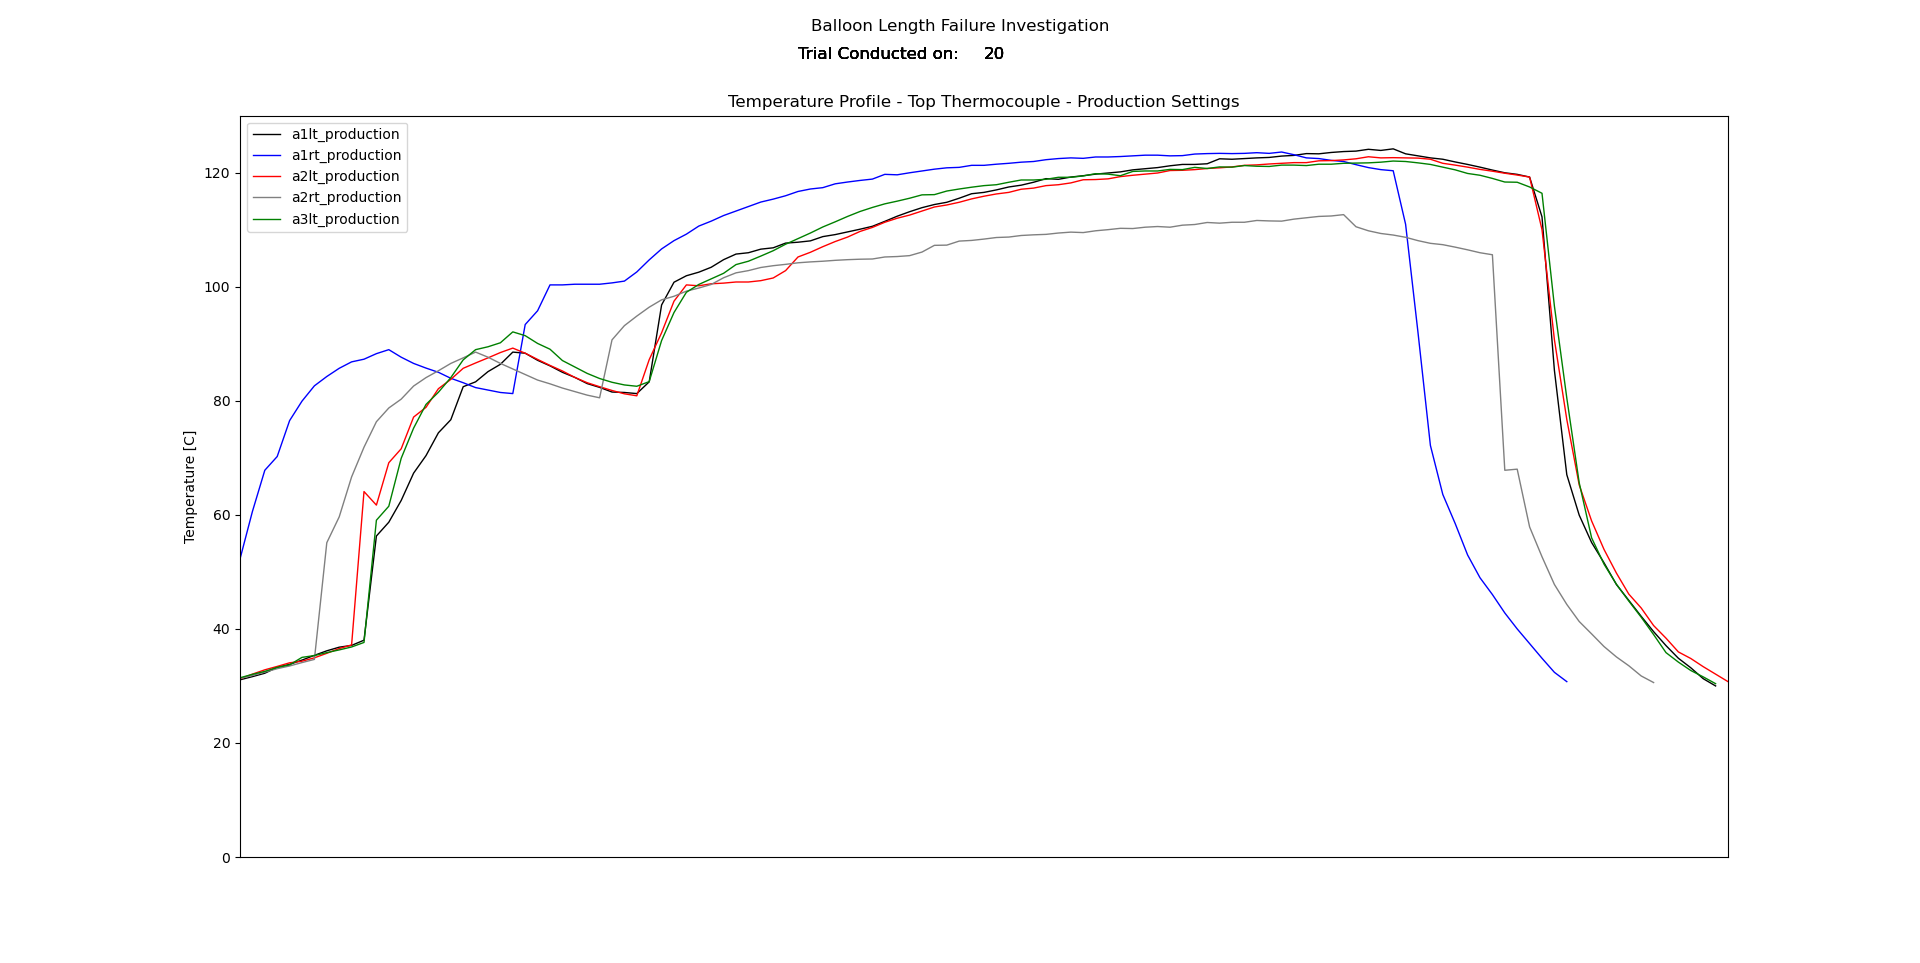 Balloon Length Failure Investigation
Trial Conducted on: 20
Temperature Profile - Top Thermocouple - Production Settings
a1lt_production
a1rt_production
a2lt_production
a2rt_production
a3lt_production
120
100
80
60
40
20
0
Temperature [C]